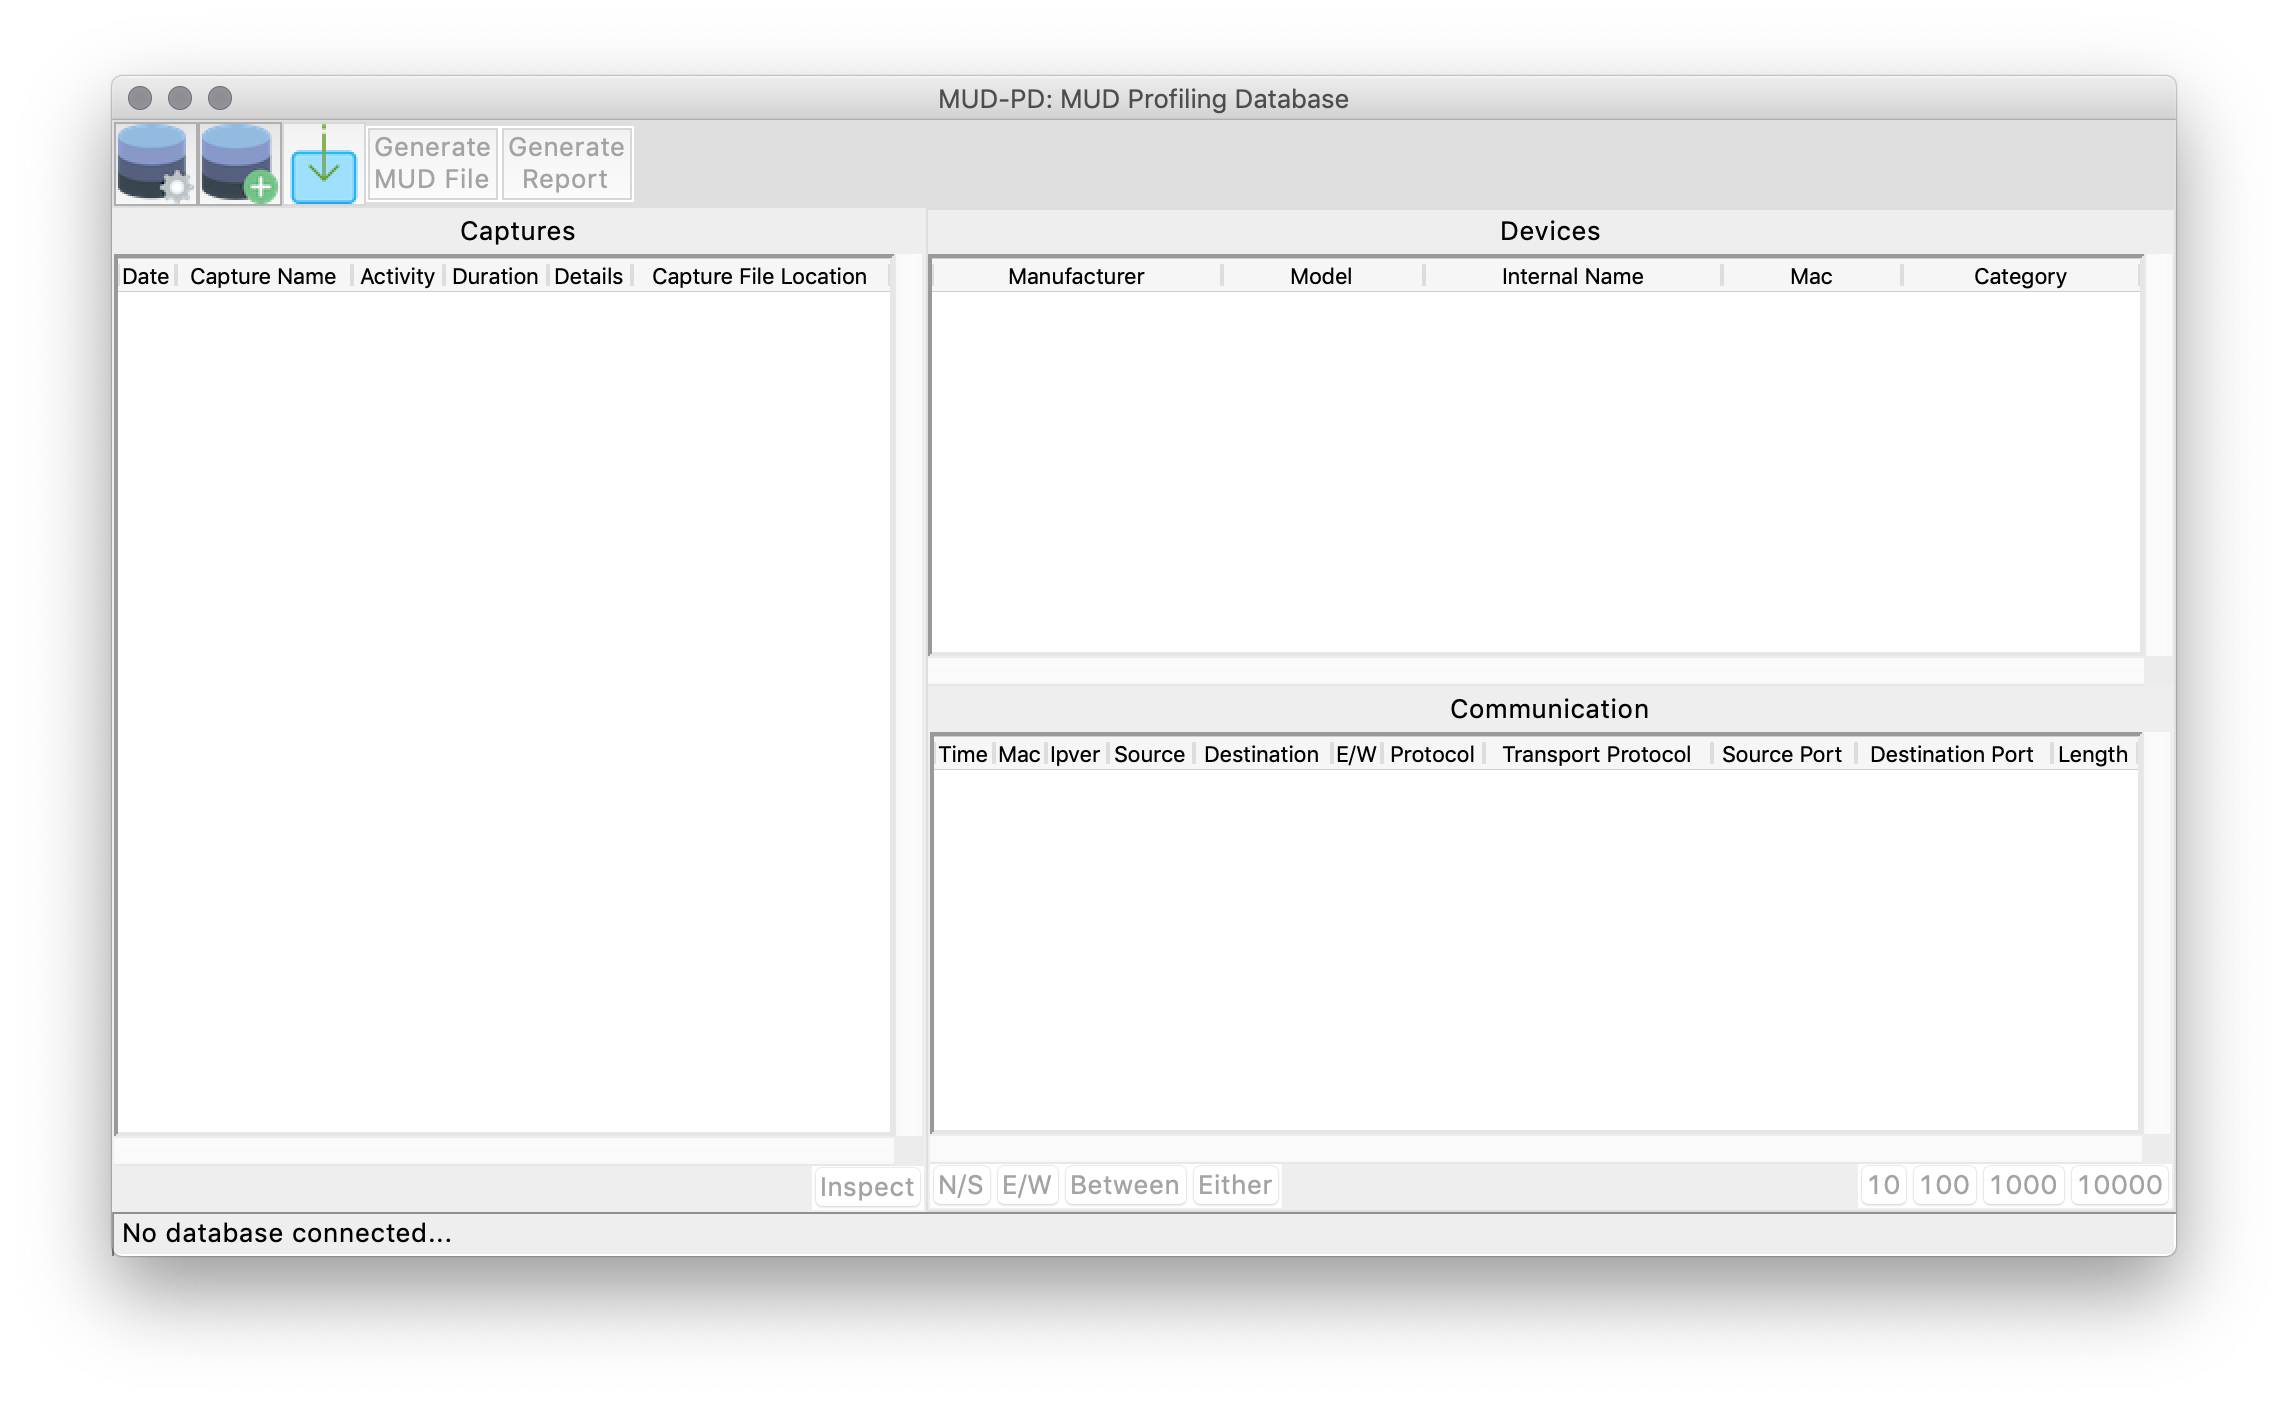 MUD-PD: MUD Profiling Database
Generate MUD File
Generate Report
Captures
Date Capture Name Activity Duration Details Capture File Location
Inspect
Devices
Manufacturer Model Internal Name Mac Category
Communication
Time Mac Ipver Source Destination E/W Protocol Transport Protocol Source Port Destination Port Length
N/S E/W Between Either 10 100 1000 10000
No database connected...